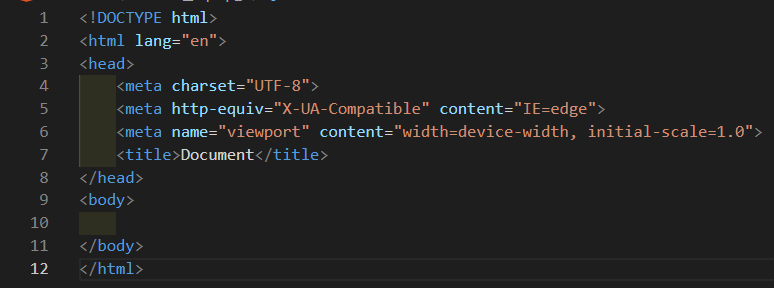 1 <!DOCTYPE html>
2 <html lang="en">
3 <head>
4     <meta charset="UTF-8">
5     <meta http-equiv="X-UA-Compatible" content="IE=edge">
6     <meta name="viewport" content="width=device-width, initial-scale=1.0">
7     <title>Document</title>
8 </head>
9 <body>
10
11 </body>
12 </html>